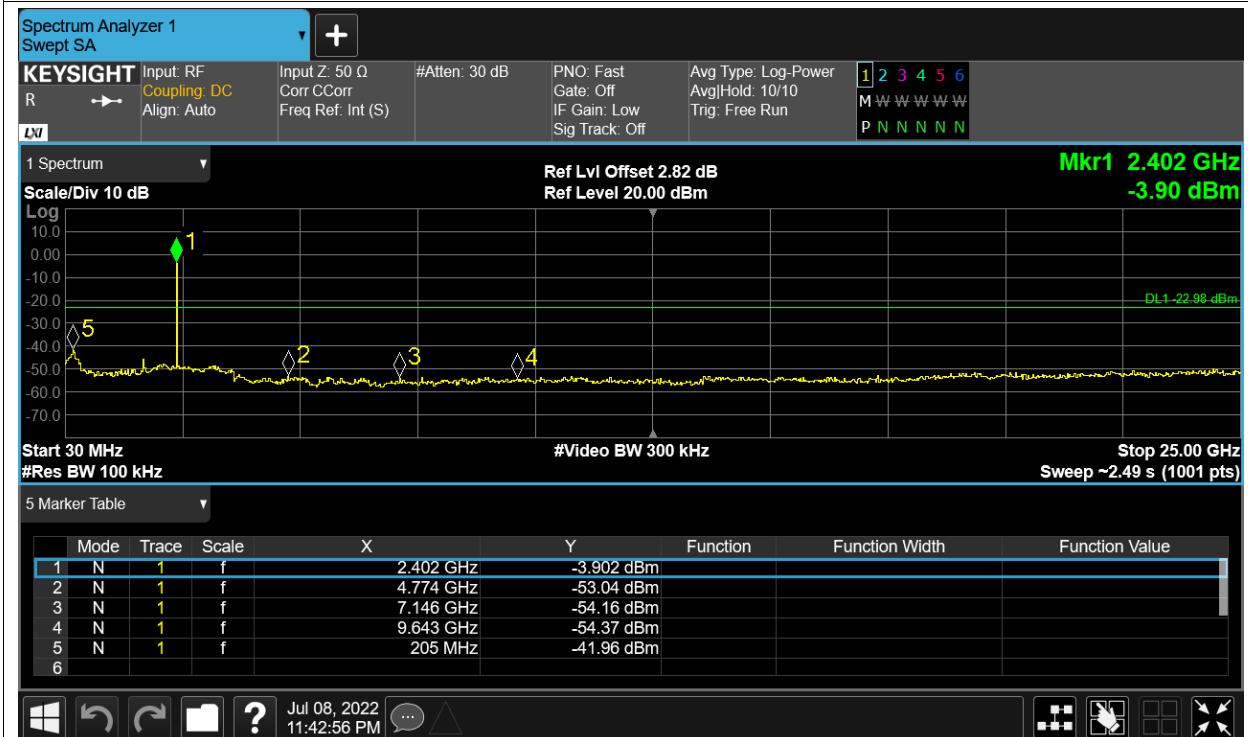 Spectrum Analyzer 1
Swept SA
+
KEYSIGHT
R
LXI
Input: RF
Coupling: DC
Align: Auto
Input Z: 50 Ω
Corr CCorr
Freq Ref: Int (S)
#Atten: 30 dB
PNO: Fast
Gate: Off
IF Gain: Low
Sig Track: Off
Avg Type: Log-Power
Avg|Hold: 10/10
Trig: Free Run
1 2 3 4 5 6
M W W W W W
P N N N N N
1 Spectrum
Scale/Div 10 dB
Ref Lvl Offset 2.82 dB
Ref Level 20.00 dBm
Mkr1 2.402 GHz
-3.90 dBm
Log
10.0
0.00
-10.0
-20.0
-30.0
-40.0
-50.0
-60.0
-70.0
1
DL1 -22.98 dBm
5
2
3
4
Start 30 MHz
#Video BW 300 kHz
Stop 25.00 GHz
#Res BW 100 kHz
Sweep ~2.49 s (1001 pts)
5 Marker Table
Mode Trace Scale X Y Function Function Width Function Value
1 N 1 f 2.402 GHz -3.902 dBm
2 N 1 f 4.774 GHz -53.04 dBm
3 N 1 f 7.146 GHz -54.16 dBm
4 N 1 f 9.643 GHz -54.37 dBm
5 N 1 f 205 MHz -41.96 dBm
6
?
Jul 08, 2022
11:42:56 PM